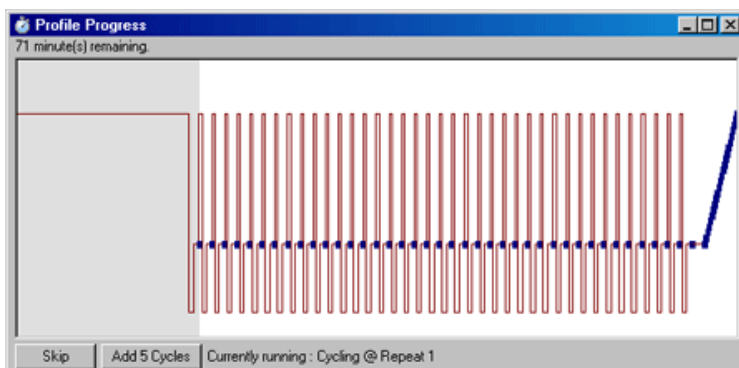 Profile Progress
71 minute(s) remaining.
Skip
Add 5 Cycles
Currently running : Cycling @ Repeat 1